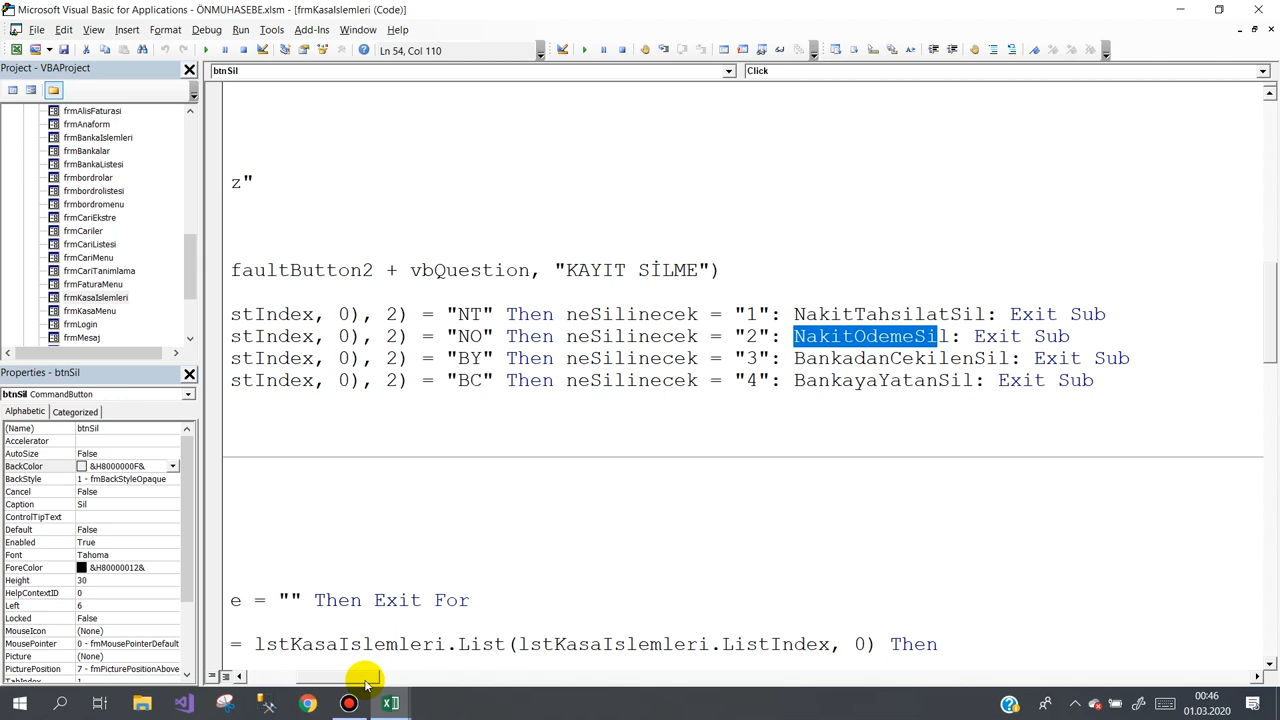 Microsoft Visual Basic for Applications - ÖNMUHASEBE.xlsm - [frmKasaIslemleri (Code)]
File Edit View Insert Format Debug Run Tools Add-Ins Window Help
Ln 54, Col 110
Project - VBAProject
btnSil
Click
frmAlisFaturasi
frmAnaform
frmBankaIslemleri
frmBankalar
frmBankaListesi
frmbordrolar
frmbordrolistesi
frmbordromenu
frmCariEkstre
frmCariler
frmCariListesi
frmCariMenu
frmCariTanimlama
frmFaturaMenu
frmKasaIslemleri
frmKasaMenu
frmLogin
frmMesaj
Properties - btnSil
btnSil CommandButton
Alphabetic Categorized
(Name) btnSil
Accelerator
AutoSize False
BackColor &H8000000F&
BackStyle 1 - fmBackStyleOpaque
Cancel False
Caption Sil
ControlTipText
Default False
Enabled True
Font Tahoma
ForeColor &H80000012&
Height 30
HelpContextID 0
Left 6
Locked False
MouseIcon (None)
MousePointer 0 - fmMousePointerDefault
Picture (None)
PicturePosition 7 - fmPicturePositionAbove
TabIndex 1
z"
faultButton2 + vbQuestion, "KAYIT SİLME")
stIndex, 0), 2) = "NT" Then neSilinecek = "1": NakitTahsilatSil: Exit Sub
stIndex, 0), 2) = "NO" Then neSilinecek = "2": NakitOdemeSil: Exit Sub
stIndex, 0), 2) = "BY" Then neSilinecek = "3": BankadanCekilenSil: Exit Sub
stIndex, 0), 2) = "BC" Then neSilinecek = "4": BankayaYatanSil: Exit Sub
e = "" Then Exit For
= lstKasaIslemleri.List(lstKasaIslemleri.ListIndex, 0) Then
00:46
01.03.2020